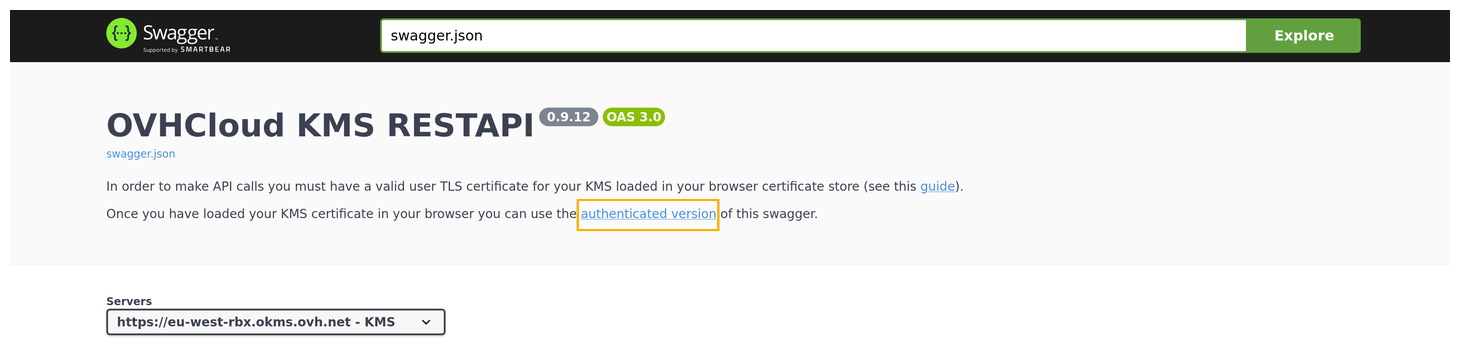 {...} Swagger.
Supported by SMARTBEAR
swagger.json
Explore
OVHCloud KMS RESTAPI 0.9.12 OAS 3.0
swagger.json
In order to make API calls you must have a valid user TLS certificate for your KMS loaded in your browser certificate store (see this guide).
Once you have loaded your KMS certificate in your browser you can use the authenticated version of this swagger.
Servers
https://eu-west-rbx.okms.ovh.net - KMS